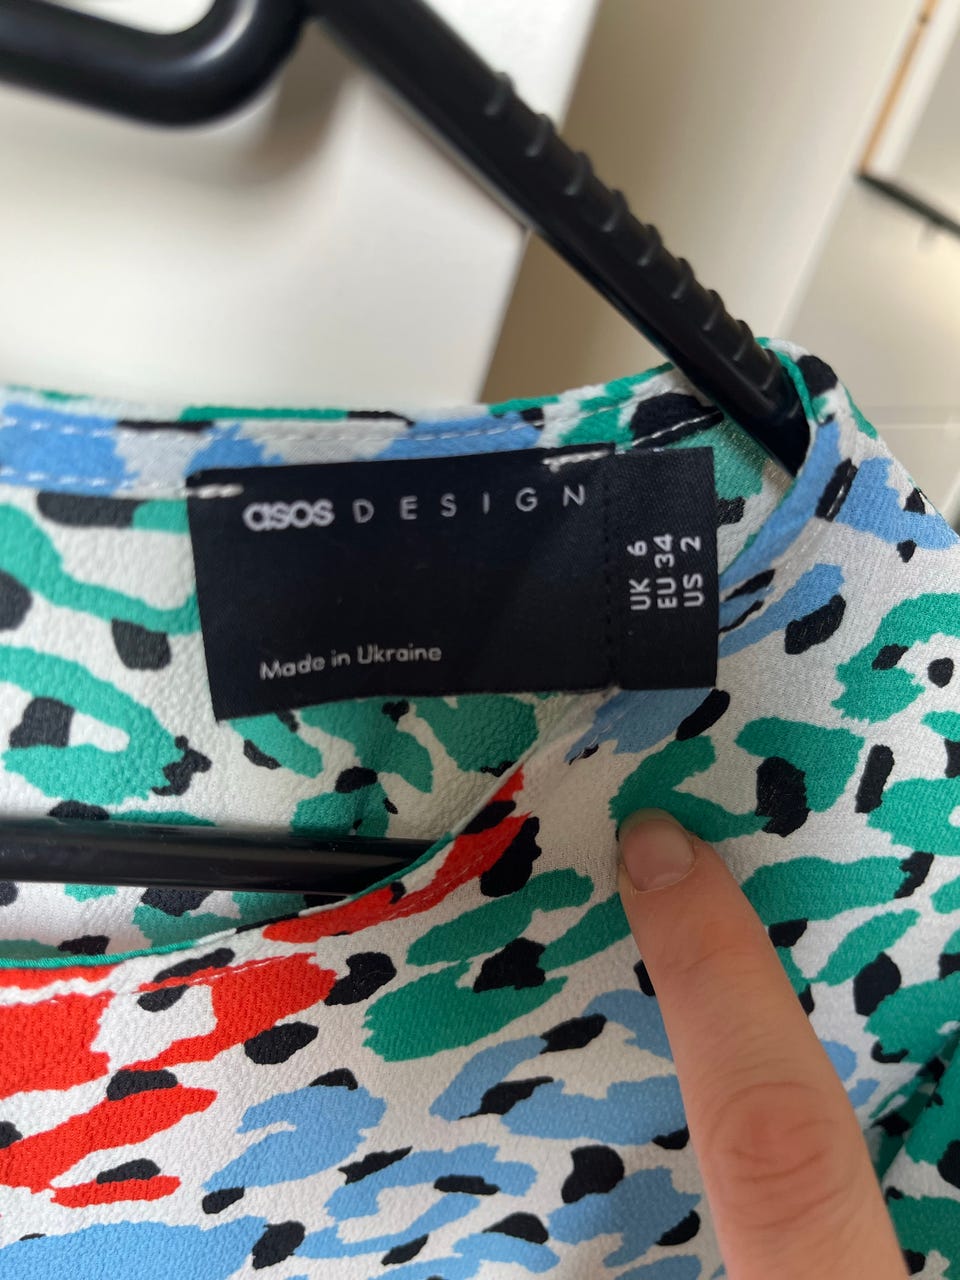 asos DESIGN
Made in Ukraine
UK 6
EU 34
US 2